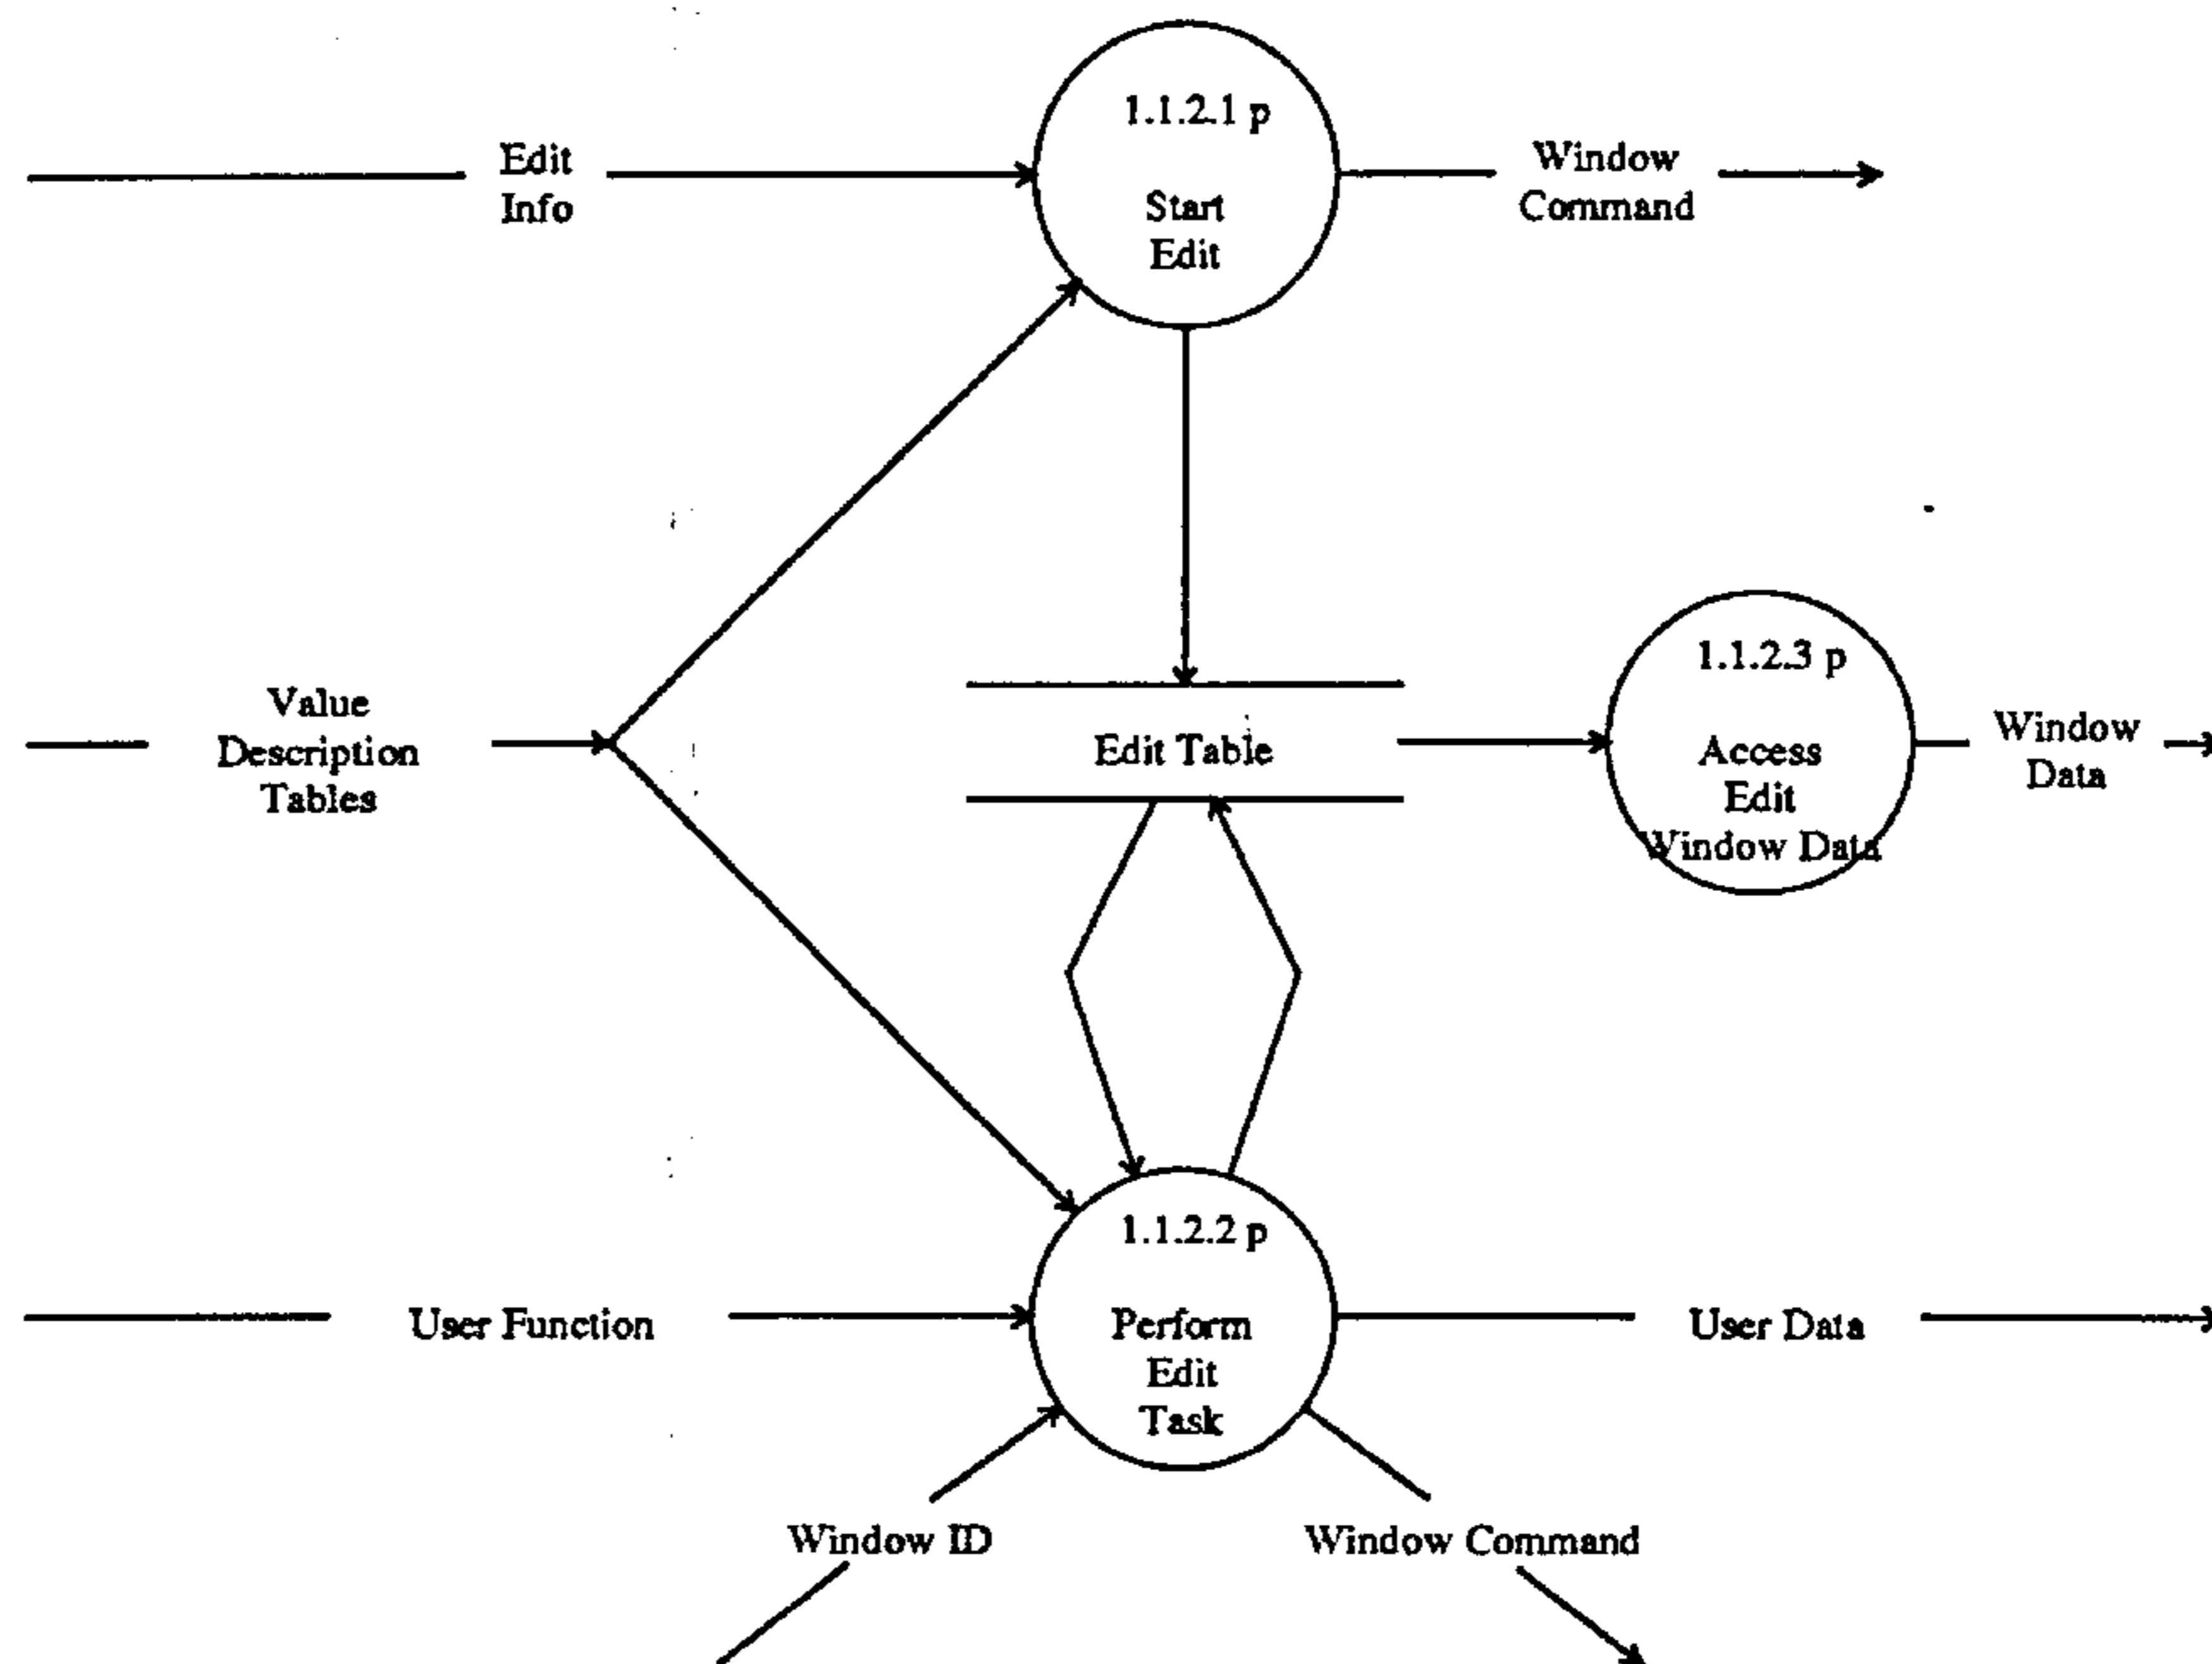 1.1.2.1 p
Edit
Info
Start
Edit
Window
Command
1.1.2.3 p
Value
Description
Tables
Edit Table
Access
Edit
Window Data
Window
Data
1.1.2.2 p
User Function
Perform
Edit
Task
User Data
Window ID
Window Command